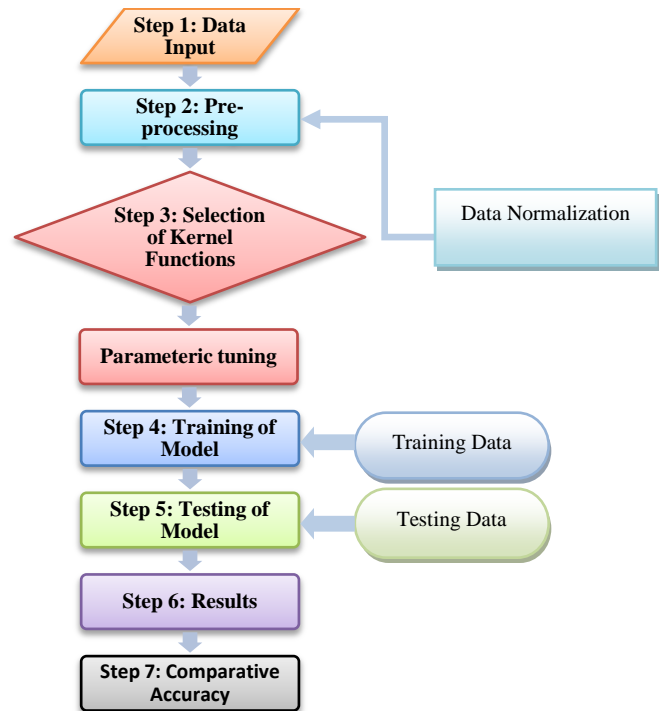 Step 1: Data
Input
Step 2: Pre-
processing
Step 3: Selection
of Kernel
Functions
Data Normalization
Parameteric tuning
Step 4: Training of
Model
Training Data
Step 5: Testing of
Model
Testing Data
Step 6: Results
Step 7: Comparative
Accuracy